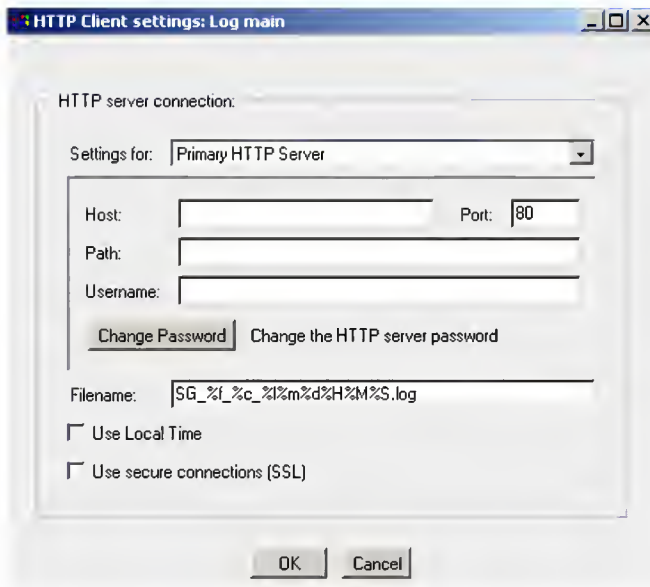 HTTP Client settings: Log main
HTTP server connection:
Settings for: Primary HTTP Server
Host: Port: 80
Path:
Username:
Change Password Change the HTTP server password
Filename: SG_%f_%c_%l%m%d%H%M%S.log
Use Local Time
Use secure connections (SSL)
OK Cancel